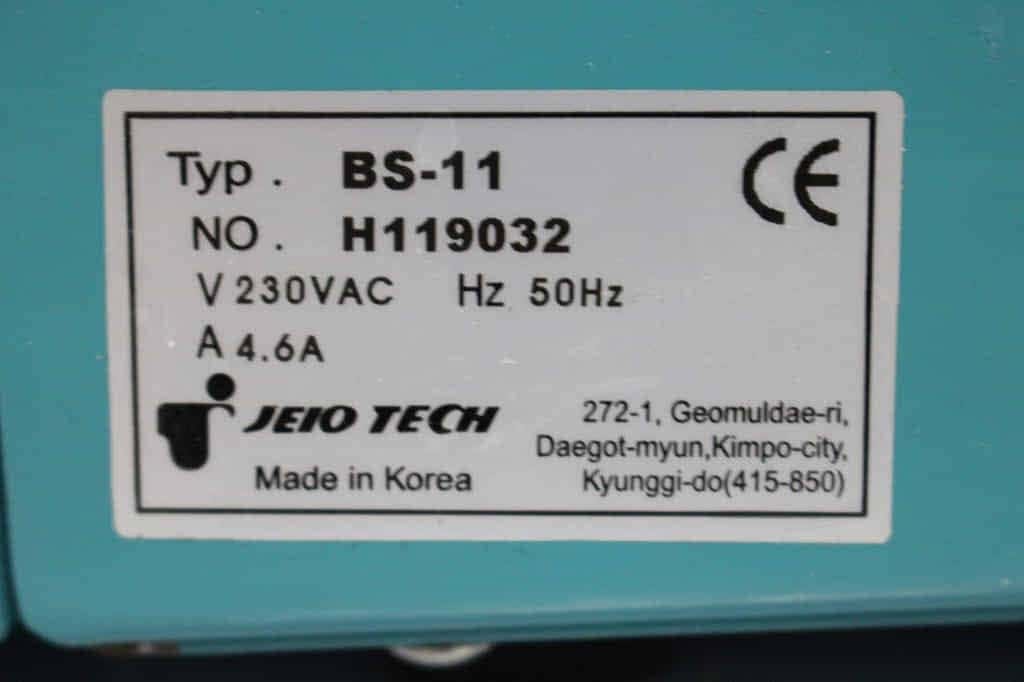 Typ . BS-11
NO . H119032
V 230VAC Hz 50Hz
A 4.6A
JEIO TECH
Made in Korea
272-1, Geomuldae-ri,
Daegot-myun,Kimpo-city,
Kyunggi-do(415-850)
CE